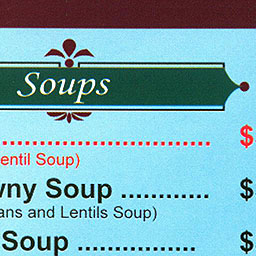 Soups
.............................. $
entil Soup)
wny Soup ............ $
ans and Lentils Soup)
Soup ................ $